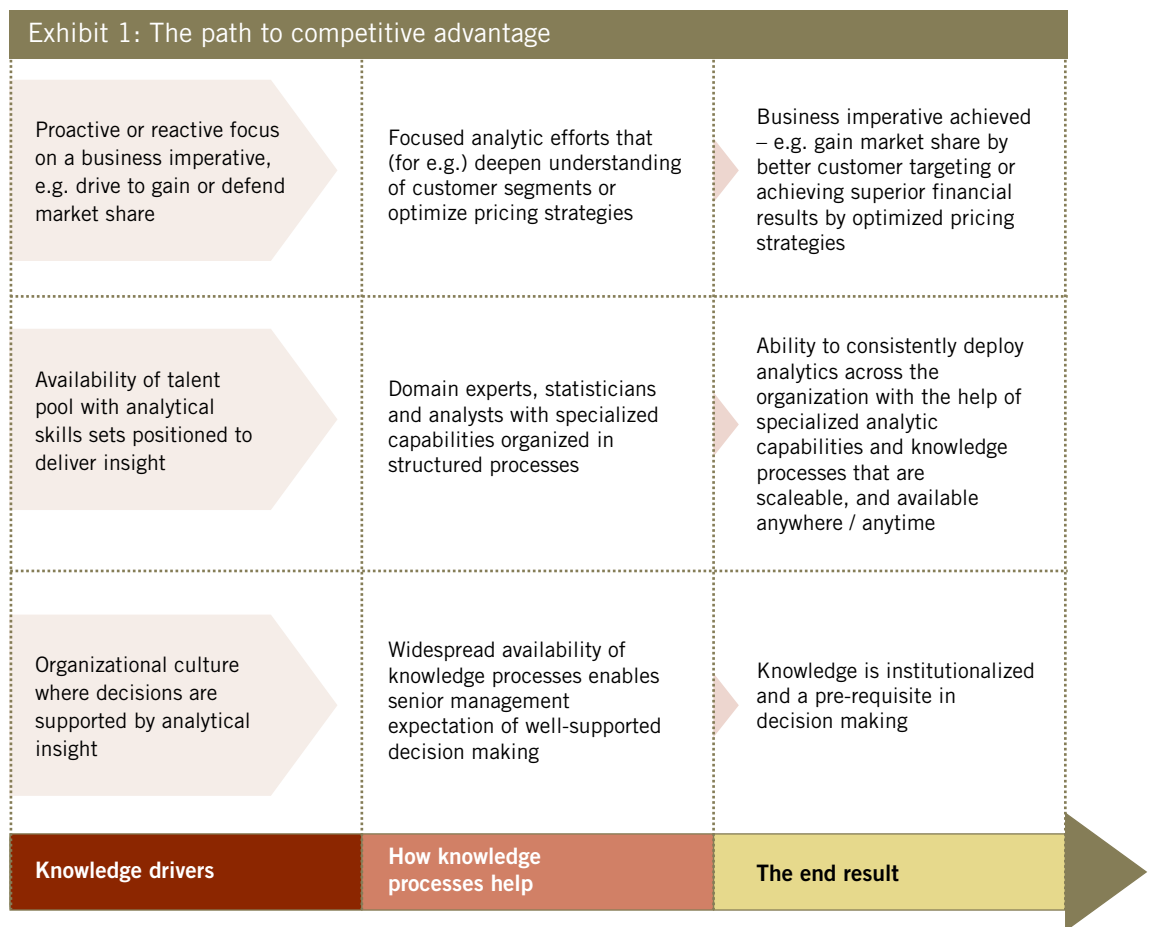 Exhibit 1: The path to competitive advantage
Proactive or reactive focus
on a business imperative,
e.g. drive to gain or defend
market share
Focused analytic efforts that
(for e.g.) deepen understanding
of customer segments or
optimize pricing strategies
Business imperative achieved
– e.g. gain market share by
better customer targeting or
achieving superior financial
results by optimized pricing
strategies
Availability of talent
pool with analytical
skills sets positioned to
deliver insight
Domain experts, statisticians
and analysts with specialized
capabilities organized in
structured processes
Ability to consistently deploy
analytics across the
organization with the help of
specialized analytic
capabilities and knowledge
processes that are
scaleable, and available
anywhere / anytime
Organizational culture
where decisions are
supported by analytical
insight
Widespread availability of
knowledge processes enables
senior management
expectation of well-supported
decision making
Knowledge is institutionalized
and a pre-requisite in
decision making
Knowledge drivers
How knowledge
processes help
The end result